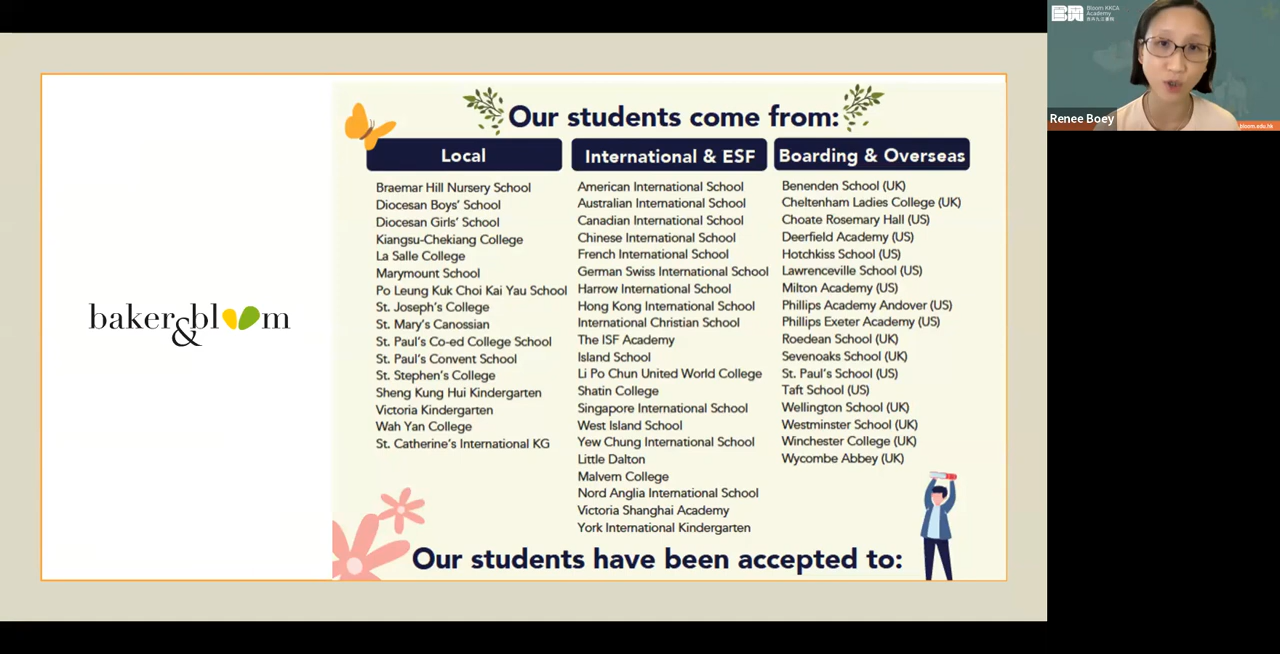 Our students come from:
Local
Braemar Hill Nursery School
Diocesan Boys' School
Diocesan Girls' School
Kiangsu-Chekiang College
La Salle College
Marymount School
Po Leung Kuk Choi Kai Yau School
St. Joseph's College
St. Mary's Canossian
St. Paul's Co-ed College School
St. Paul's Convent School
St. Stephen's College
Sheng Kung Hui Kindergarten
Victoria Kindergarten
Wah Yan College
St. Catherine's International KG
International & ESF
American International School
Australian International School
Canadian International School
Chinese International School
French International School
German Swiss International School
Harrow International School
Hong Kong International School
International Christian School
The ISF Academy
Island School
Li Po Chun United World College
Shatin College
Singapore International School
West Island School
Yew Chung International School
Little Dalton
Malvern College
Nord Anglia International School
Victoria Shanghai Academy
York International Kindergarten
Boarding & Overseas
Benenden School (UK)
Cheltenham Ladies College (UK)
Choate Rosemary Hall (US)
Deerfield Academy (US)
Hotchkiss School (US)
Lawrenceville School (US)
Milton Academy (US)
Phillips Academy Andover (US)
Phillips Exeter Academy (US)
Roedean School (UK)
Sevenoaks School (UK)
St. Paul's School (US)
Taft School (US)
Wellington School (UK)
Westminster School (UK)
Winchester College (UK)
Wycombe Abbey (UK)
Our students have been accepted to:
baker&bloom
Bloom KKCA
Academy
Renee Boey
bloom.edu.hk